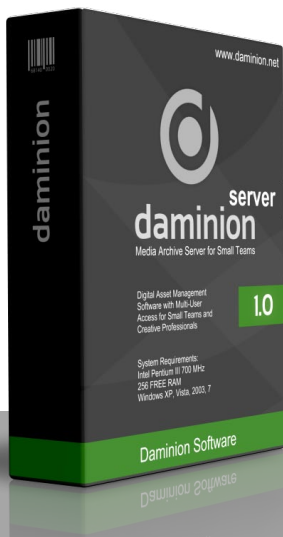 www.daminion.net
daminion
server
daminion
Media Archive Server for Small Teams
Digital Asset Management
Software with Multi-User
Access for Small Teams and
Creative Professionals
1.0
System Requirements:
Intel Pentium III 700 MHz
256 FREE RAM
Windows XP, Vista, 2003, 7
Daminion Software